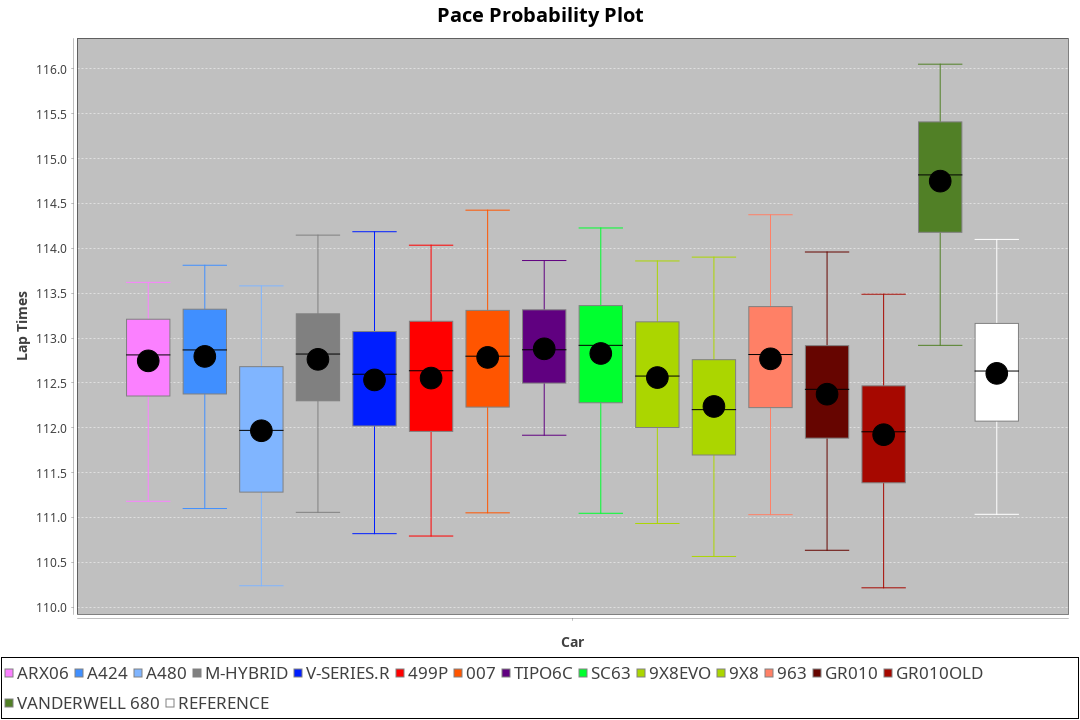 Pace Probability Plot
116.0
115.5
115.0
114.5
114.0
113.5
113.0
112.5
112.0
111.5
111.0
110.5
110.0
Lap Times
Car
ARX06 A424 A480 M-HYBRID V-SERIES.R 499P 007 TIPO6C SC63 9X8EVO 9X8 963 GR010 GR010OLD
VANDERWELL 680 REFERENCE